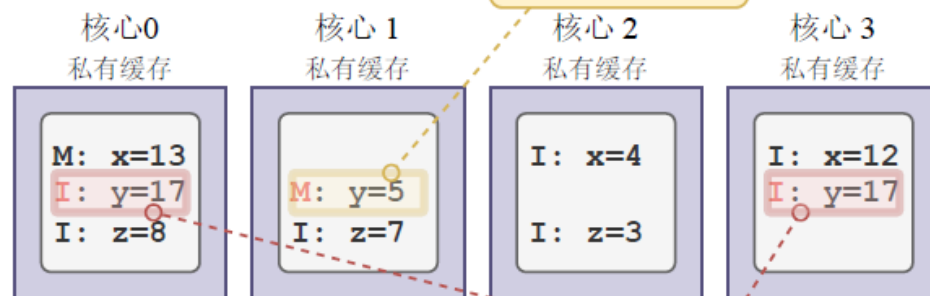 核心0
核心 1
核心 2
核心 3
私有缓存
私有缓存
私有缓存
私有缓存
M: x=13
I: y=17
I: z=8
M: y=5
I: z=7
I: x=4
I: z=3
I: x=12
I: y=17